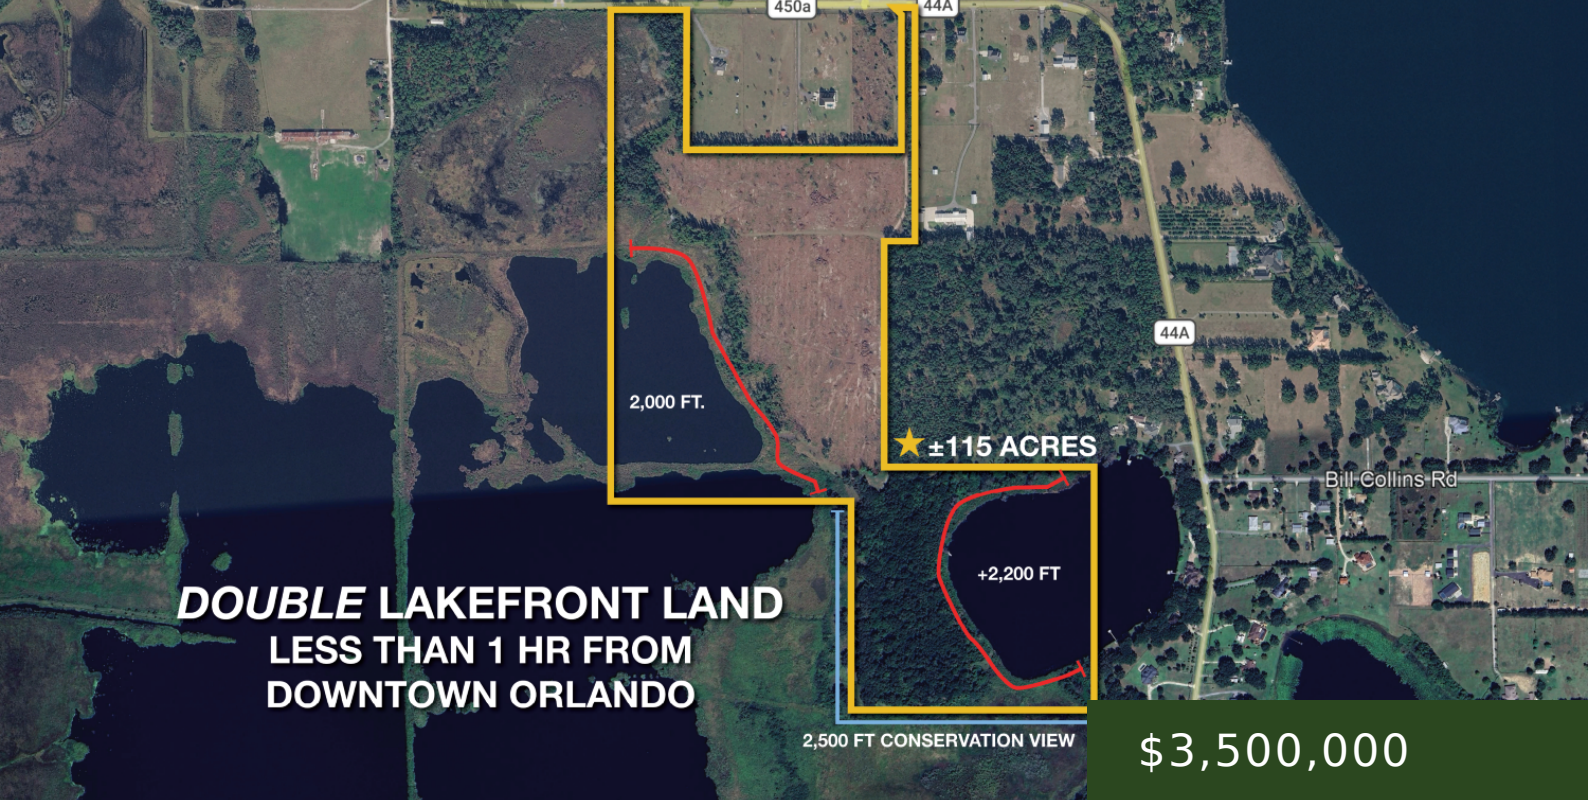 450a
44A
44A
2,000 FT.
±115 ACRES
Bill Collins Rd
+2,200 FT
DOUBLE LAKEFRONT LAND
LESS THAN 1 HR FROM
DOWNTOWN ORLANDO
2,500 FT CONSERVATION VIEW
$3,500,000